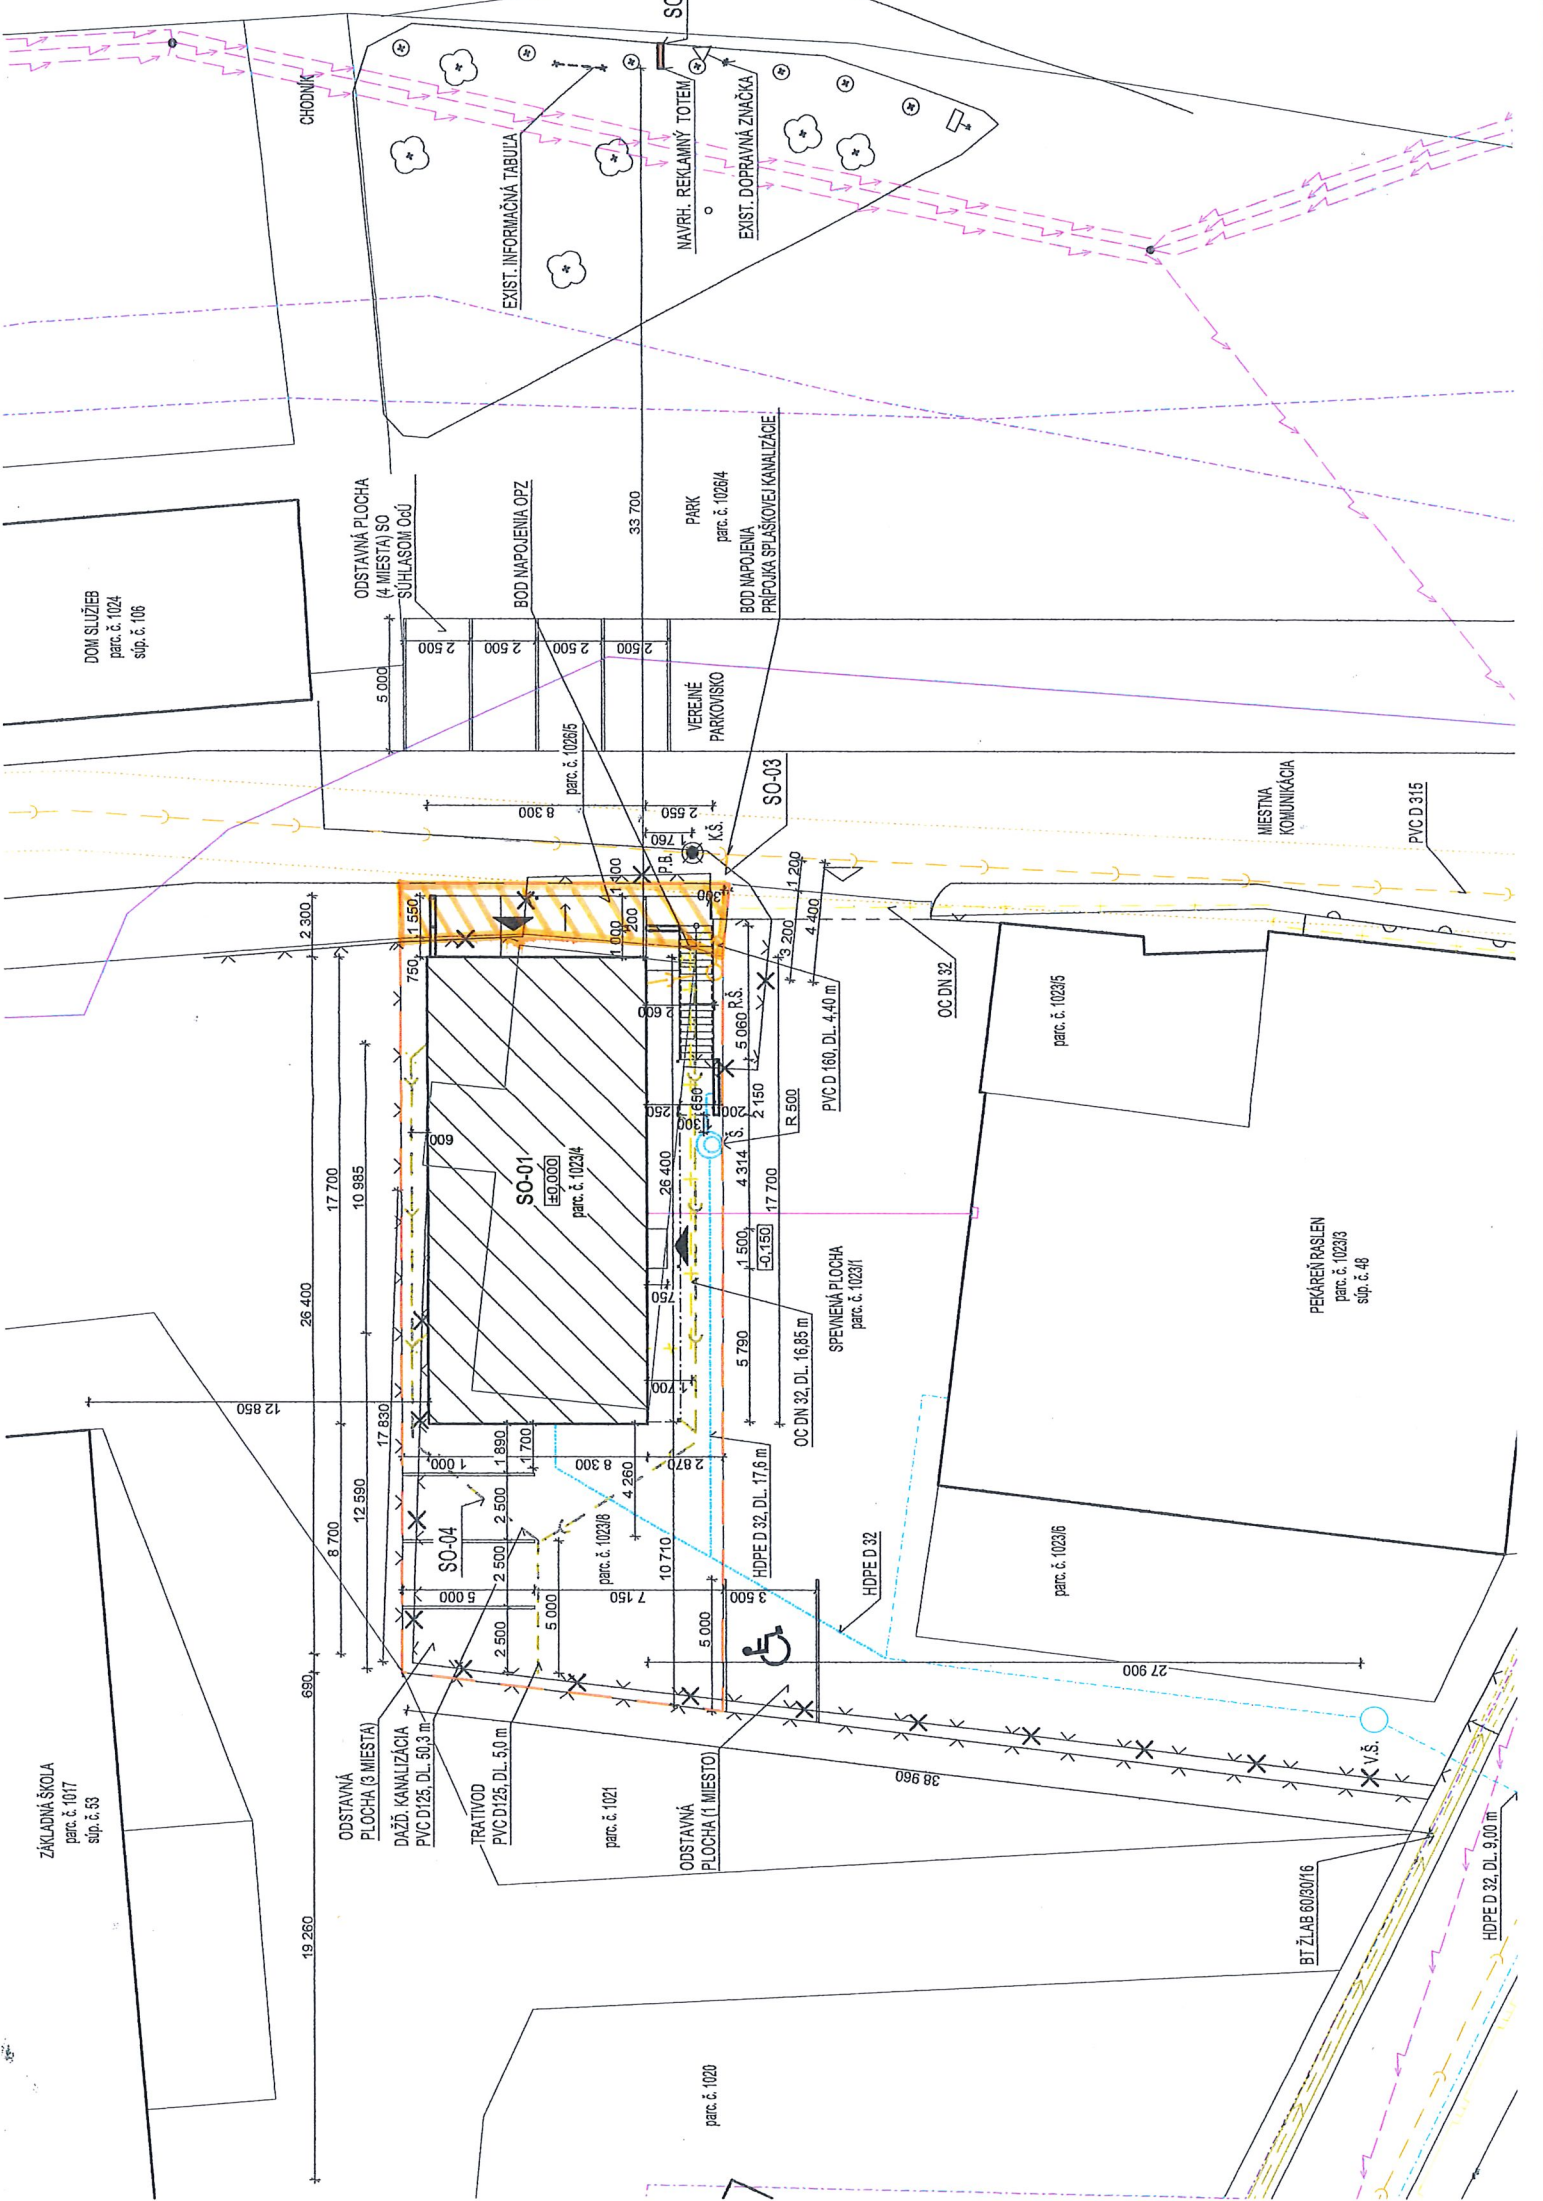 ZÁKLADNÁ ŠKOLA
parc. č. 1017
súp. č. 53
DOM SLUŽIEB
parc. č. 1024
súp. č. 106
CHODNÍK
19 260
690
26 400
2 300
8 700
17 700
12 590
10 985
17 830
12 850
750
1 550
ODSTAVNÁ
PLOCHA (3 MIESTA)
DAŽĎ. KANALIZÁCIA
PVC D125, DL. 50,3 m
TRATIVOD
PVC D125, DL. 5,0 m
SO-04
5 000
1 000
600
2 500
2 500
2 500
1 890
1 700
5 000
4 260
8 300
2 870
7 150
parc. č. 1021
parc. č. 1023/8
10 710
26 400
SO-01
±0,000
parc. č. 1023/4
1 000
200
1 100
parc. č. 1026/5
8 300
2 550
1 760
P.B.
K.Š.
5 000
2 500
2 500
2 500
2 500
ODSTAVNÁ PLOCHA
(4 MIESTA) SO
SÚHLASOM OcÚ
BOD NAPOJENIA OPZ
33 700
VEREJNÉ
PARKOVISKO
PARK
parc. č. 1026/4
BOD NAPOJENIA
PRÍPOJKA SPLAŠKOVEJ KANALIZÁCIE
EXIST. INFORMAČNÁ TABUĽA
NAVRH. REKLAMNÝ TOTEM
EXIST. DOPRAVNÁ ZNAČKA
SO-03
ODSTAVNÁ
PLOCHA (1 MIESTO)
5 000
3 500
HDPE D 32, DL. 17,6 m
1 700
750
250
300
650
200
2 600
R.Š.
Š.
5 790
1 500
4 314
2 150
5 060
-0,150
17 700
3 200
1 200
4 400
R 500
OC DN 32, DL. 16,85 m
PVC D 160, DL. 4,40 m
SPEVNENÁ PLOCHA
parc. č. 1023/1
HDPE D 32
OC DN 32
parc. č. 1020
38 960
27 900
parc. č. 1023/6
parc. č. 1023/5
PEKÁREŇ RASLEN
parc. č. 1023/3
súp. č. 48
MIESTNA
KOMUNIKÁCIA
PVC D 315
V.Š.
BT ŽLAB 60/30/16
HDPE D 32, DL. 9,00 m